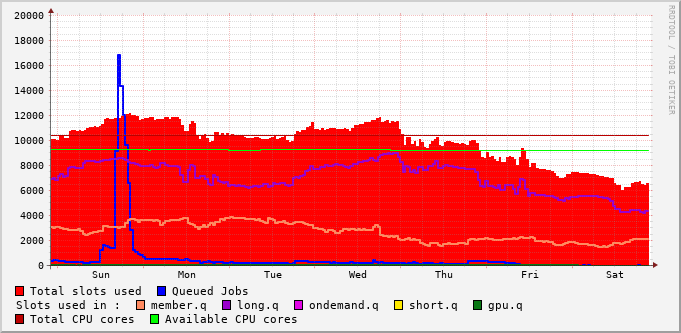 RRDTOOL / TOBI OETIKER
20000
18000
16000
14000
12000
10000
8000
6000
4000
2000
0
Sun Mon Tue Wed Thu Fri Sat
Total slots used Queued Jobs
Slots used in : member.q long.q ondemand.q short.q gpu.q
Total CPU cores Available CPU cores